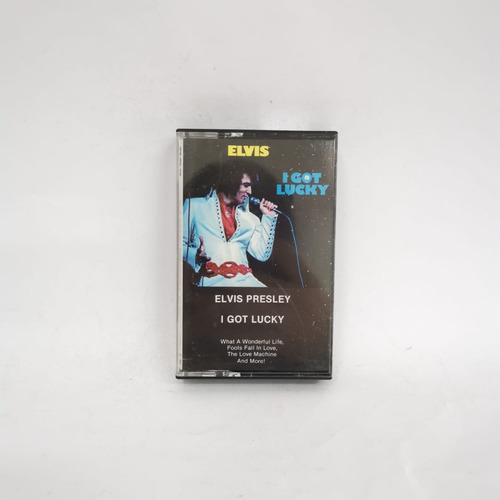 ELVIS
I GOT
LUCKY
ELVIS PRESLEY
I GOT LUCKY
What A Wonderful Life,
Fools Fall In Love,
The Love Machine
And More!